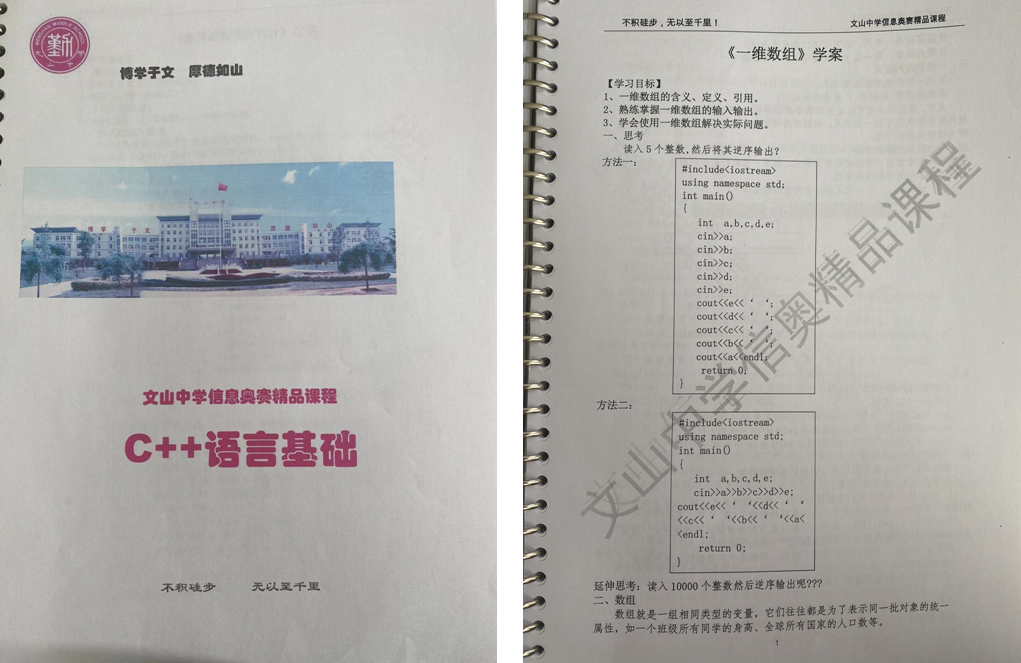 博学于文 厚德如山
文山中学信息奥赛精品课程
C++语言基础
不积硅步 无以至千里
不积硅步，无以至千里！ 文山中学信息奥赛精品课程
《一维数组》学案
【学习目标】
1、一维数组的含义、定义、引用。
2、熟练掌握一维数组的输入输出。
3、学会使用一维数组解决实际问题。
一、思考
读入5个整数,然后将其逆序输出？
方法一：
#include<iostream>
using namespace std;
int main()
{
int a,b,c,d,e;
cin>>a;
cin>>b;
cin>>c;
cin>>d;
cin>>e;
cout<<e<< ‘ ‘;
cout<<d<< ‘ ‘;
cout<<c<< ‘ ‘;
cout<<b<< ‘ ‘;
cout<<a<<endl;
return 0;
}
方法二：
#include<iostream>
using namespace std;
int main()
{
int a,b,c,d,e;
cin>>a>>b>>c>>d>>e;
cout<<e<< ‘ ‘<<d<< ‘ ‘
<<c<< ‘ ‘<<b<< ‘ ‘<<a<
<endl;
return 0;
}
延伸思考：读入10000个整数然后逆序输出呢???
二、数组
数组就是一组相同类型的变量，它们往往都是为了表示同一批对象的统一
属性，如一个班级所有同学的身高、全球所有国家的人口数等。
1
文山中学信奥精品课程